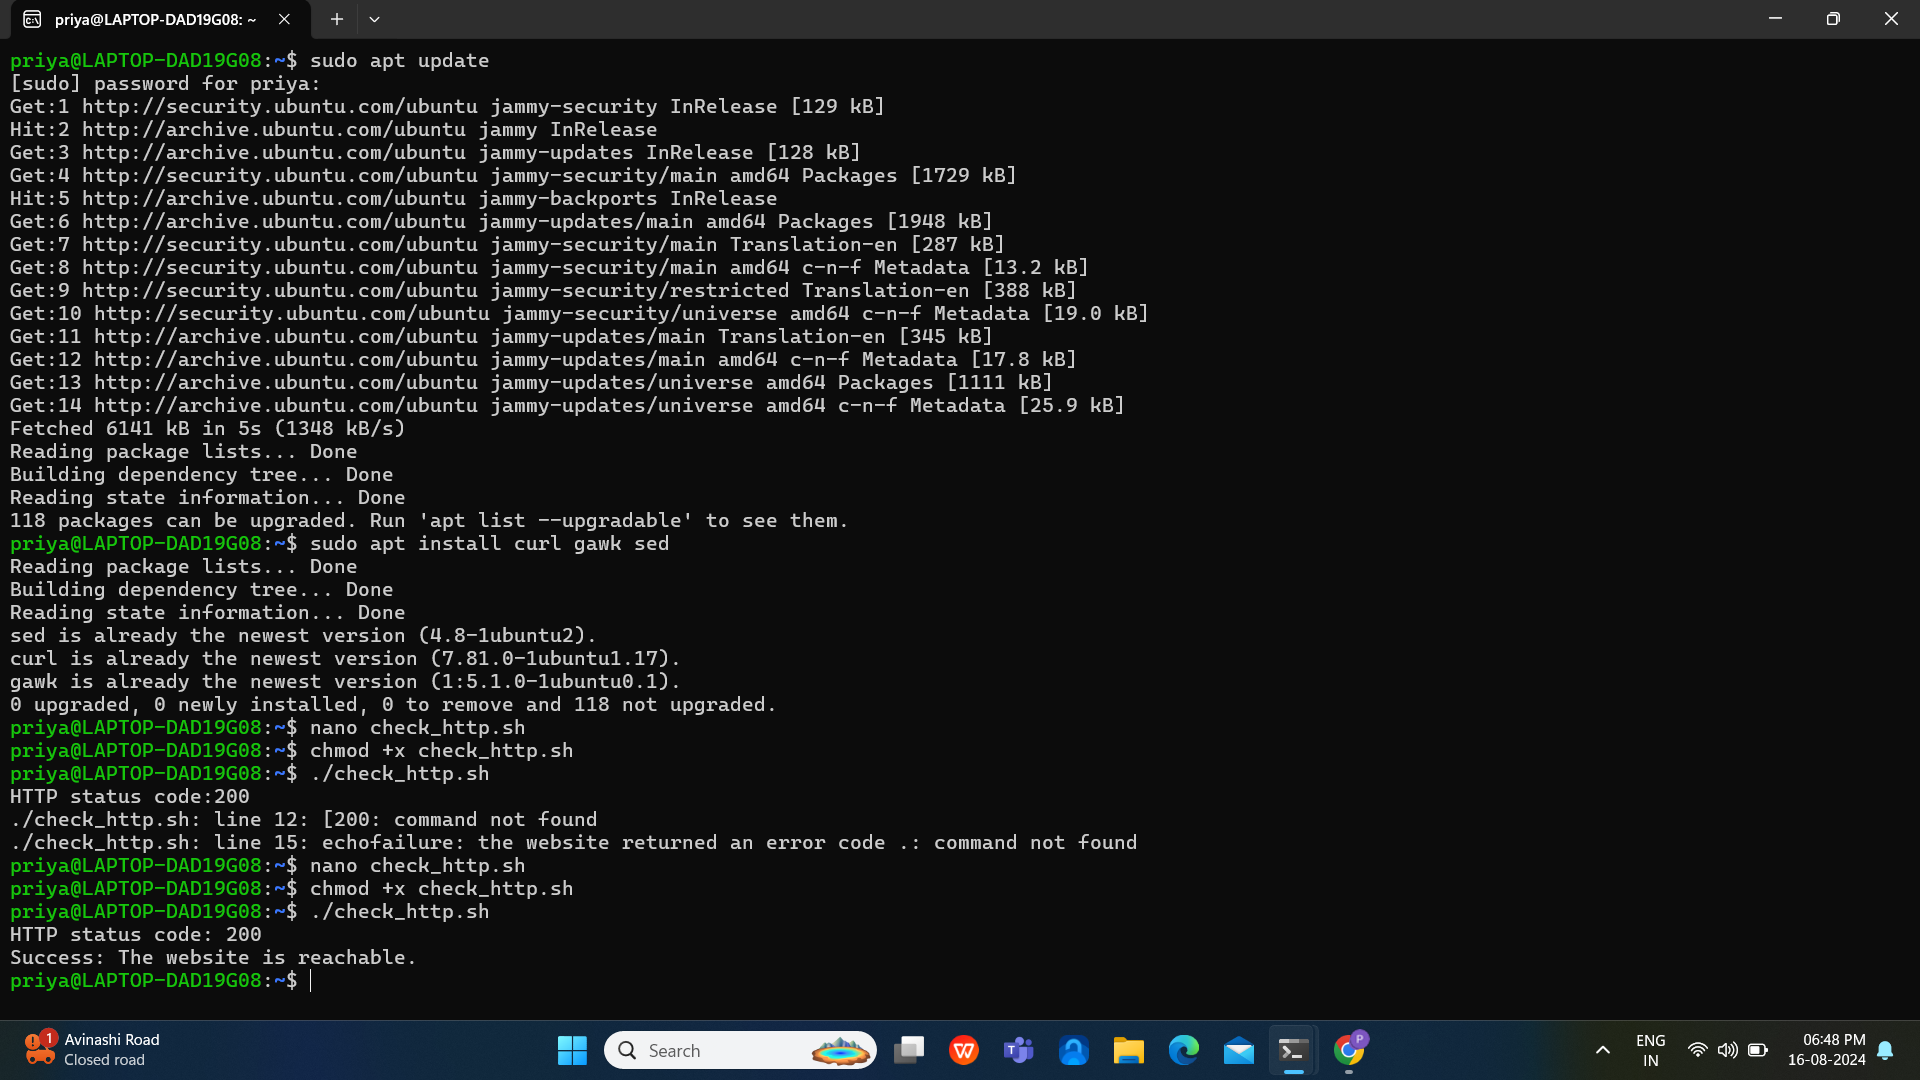 priya@LAPTOP-DAD19G08: ~
priya@LAPTOP-DAD19G08:~$ sudo apt update
[sudo] password for priya:
Get:1 http://security.ubuntu.com/ubuntu jammy-security InRelease [129 kB]
Hit:2 http://archive.ubuntu.com/ubuntu jammy InRelease
Get:3 http://archive.ubuntu.com/ubuntu jammy-updates InRelease [128 kB]
Get:4 http://security.ubuntu.com/ubuntu jammy-security/main amd64 Packages [1729 kB]
Hit:5 http://archive.ubuntu.com/ubuntu jammy-backports InRelease
Get:6 http://archive.ubuntu.com/ubuntu jammy-updates/main amd64 Packages [1948 kB]
Get:7 http://security.ubuntu.com/ubuntu jammy-security/main Translation-en [287 kB]
Get:8 http://security.ubuntu.com/ubuntu jammy-security/main amd64 c-n-f Metadata [13.2 kB]
Get:9 http://security.ubuntu.com/ubuntu jammy-security/restricted Translation-en [388 kB]
Get:10 http://security.ubuntu.com/ubuntu jammy-security/universe amd64 c-n-f Metadata [19.0 kB]
Get:11 http://archive.ubuntu.com/ubuntu jammy-updates/main Translation-en [345 kB]
Get:12 http://archive.ubuntu.com/ubuntu jammy-updates/main amd64 c-n-f Metadata [17.8 kB]
Get:13 http://archive.ubuntu.com/ubuntu jammy-updates/universe amd64 Packages [1111 kB]
Get:14 http://archive.ubuntu.com/ubuntu jammy-updates/universe amd64 c-n-f Metadata [25.9 kB]
Fetched 6141 kB in 5s (1348 kB/s)
Reading package lists... Done
Building dependency tree... Done
Reading state information... Done
118 packages can be upgraded. Run 'apt list --upgradable' to see them.
priya@LAPTOP-DAD19G08:~$ sudo apt install curl gawk sed
Reading package lists... Done
Building dependency tree... Done
Reading state information... Done
sed is already the newest version (4.8-1ubuntu2).
curl is already the newest version (7.81.0-1ubuntu1.17).
gawk is already the newest version (1:5.1.0-1ubuntu0.1).
0 upgraded, 0 newly installed, 0 to remove and 118 not upgraded.
priya@LAPTOP-DAD19G08:~$ nano check_http.sh
priya@LAPTOP-DAD19G08:~$ chmod +x check_http.sh
priya@LAPTOP-DAD19G08:~$ ./check_http.sh
HTTP status code:200
./check_http.sh: line 12: [200: command not found
./check_http.sh: line 15: echofailure: the website returned an error code .: command not found
priya@LAPTOP-DAD19G08:~$ nano check_http.sh
priya@LAPTOP-DAD19G08:~$ chmod +x check_http.sh
priya@LAPTOP-DAD19G08:~$ ./check_http.sh
HTTP status code: 200
Success: The website is reachable.
priya@LAPTOP-DAD19G08:~$
1
Avinashi Road
Closed road
Search
P
ENG
IN
06:48 PM
16-08-2024